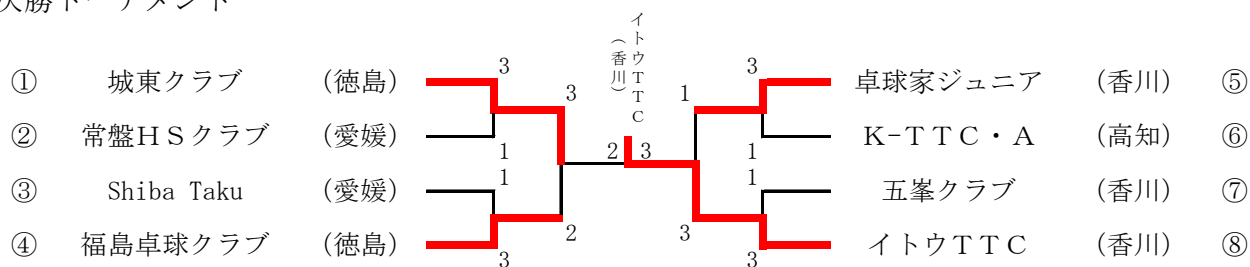 決勝トーナメント
イトウTTC
（香川）
① 城東クラブ （徳島） 3 3 1 3 卓球家ジュニア （香川） ⑤
② 常盤ＨＳクラブ （愛媛） 1 2 3 1 Ｋ-ＴＴＣ・Ａ （高知） ⑥
③ Shiba Taku （愛媛） 1 1 五峯クラブ （香川） ⑦
④ 福島卓球クラブ （徳島） 3 2 3 3 イトウＴＴＣ （香川） ⑧